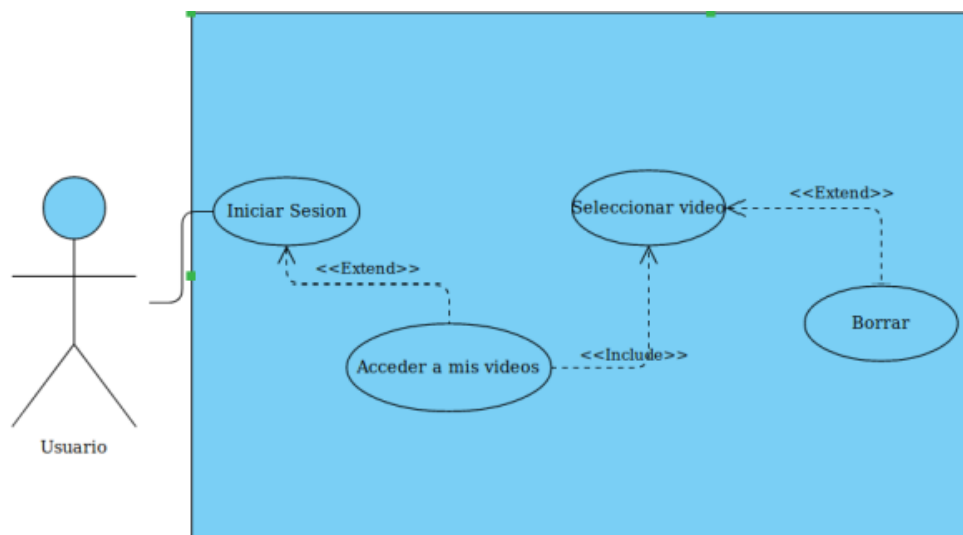 <<Extend>>
Iniciar Sesion
Seleccionar video
<<Extend>>
Borrar
<<Include>>
Acceder a mis videos
Usuario